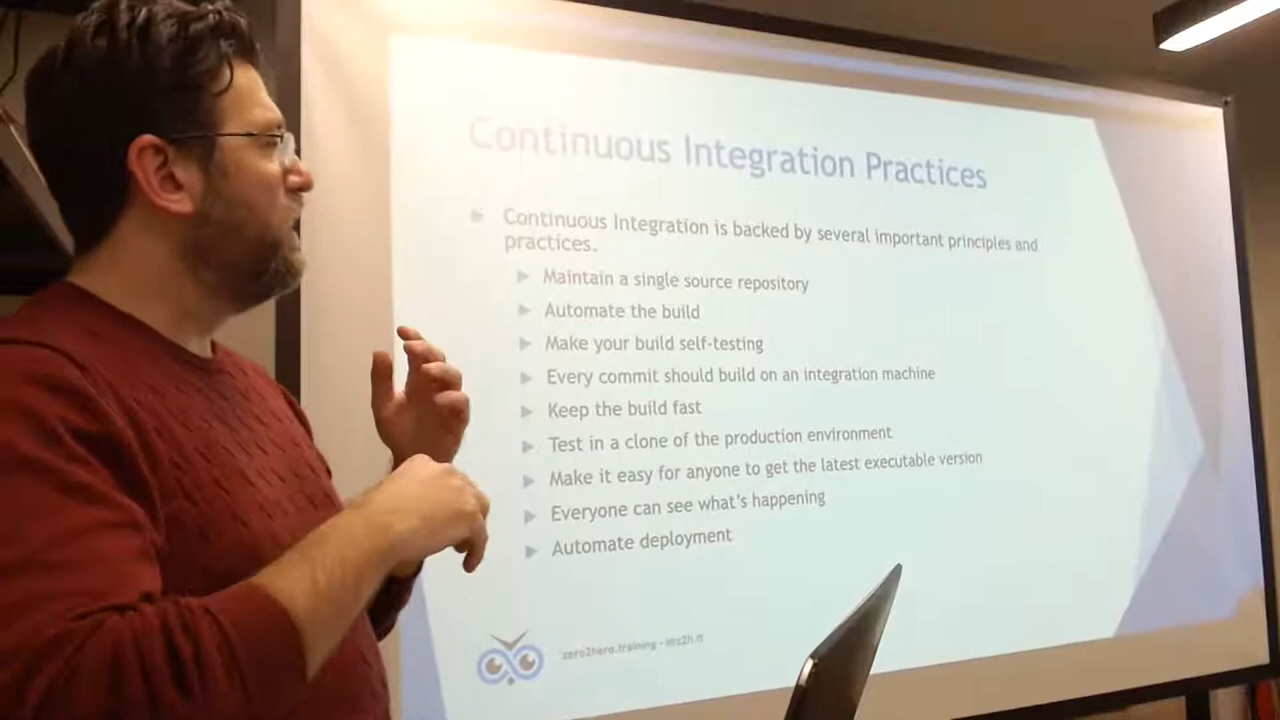 Continuous Integration Practices
Continuous Integration is backed by several important principles and
practices.
Maintain a single source repository
Automate the build
Make your build self-testing
Every commit should build on an integration machine
Keep the build fast
Test in a clone of the production environment
Make it easy for anyone to get the latest executable version
Everyone can see what's happening
Automate deployment
zero2hero.training -